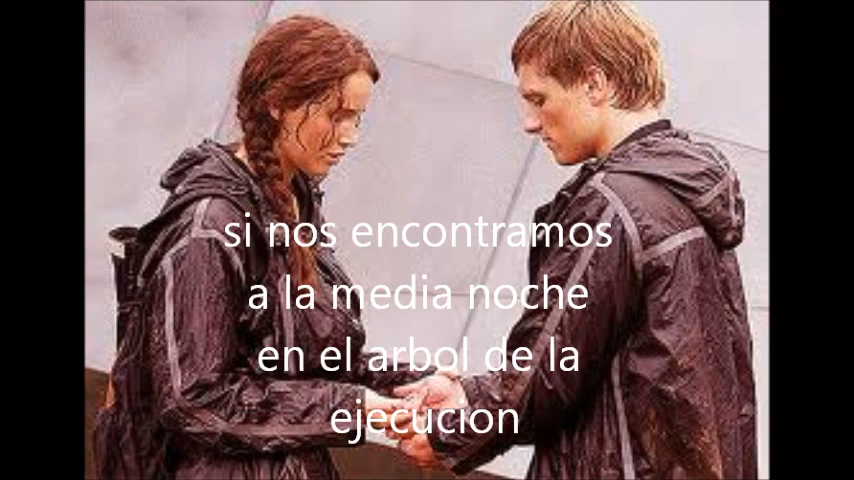 si nos encontramos
a la media noche
en el arbol de la
ejecucion